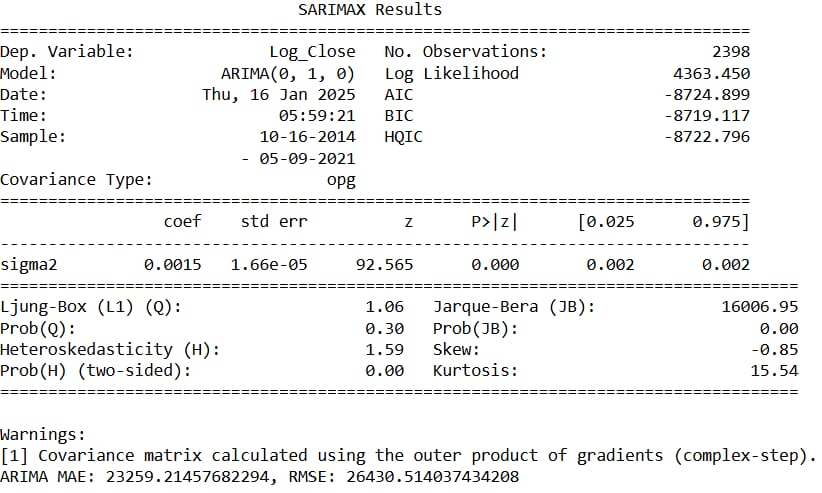 SARIMAX Results
==============================================================================
Dep. Variable: Log_Close No. Observations: 2398
Model: ARIMA(0, 1, 0) Log Likelihood 4363.450
Date: Thu, 16 Jan 2025 AIC -8724.899
Time: 05:59:21 BIC -8719.117
Sample: 10-16-2014 HQIC -8722.796
- 05-09-2021
Covariance Type: opg
==============================================================================
coef std err z P>|z| [0.025 0.975]
------------------------------------------------------------------------------
sigma2 0.0015 1.66e-05 92.565 0.000 0.002 0.002
===================================================================================
Ljung-Box (L1) (Q): 1.06 Jarque-Bera (JB): 16006.95
Prob(Q): 0.30 Prob(JB): 0.00
Heteroskedasticity (H): 1.59 Skew: -0.85
Prob(H) (two-sided): 0.00 Kurtosis: 15.54
===================================================================================
Warnings:
[1] Covariance matrix calculated using the outer product of gradients (complex-step).
ARIMA MAE: 23259.21457682294, RMSE: 26430.514037434208